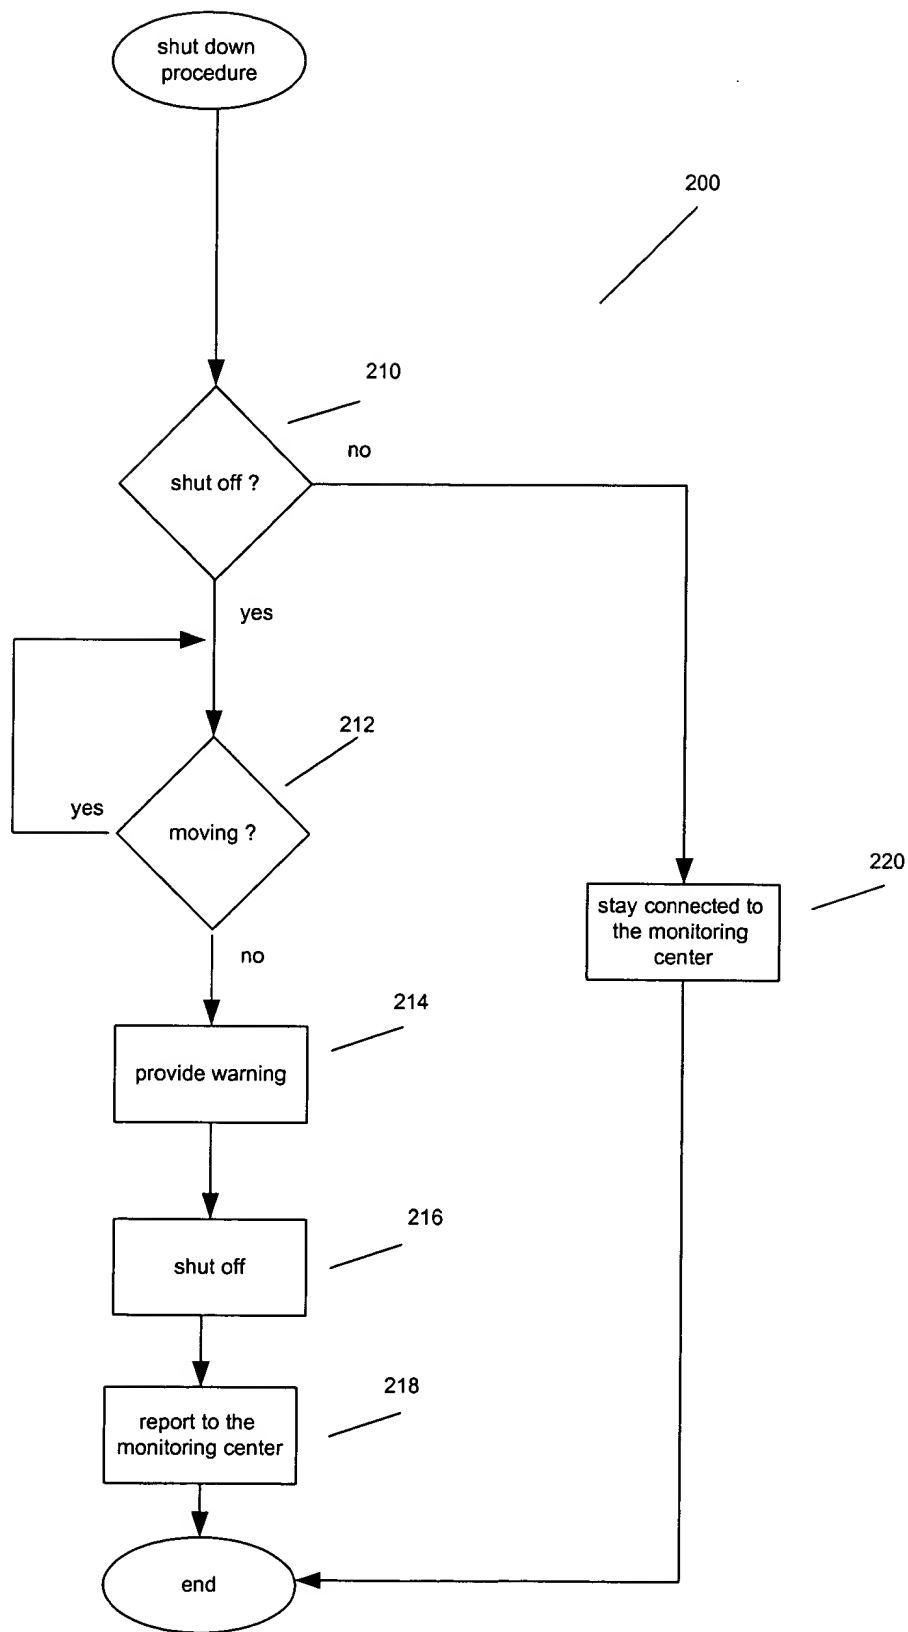 shut down
procedure
200
210
no
shut off ?
yes
212
yes
moving ?
220
stay connected to
the monitoring
center
no
214
provide warning
216
shut off
218
report to the
monitoring center
end